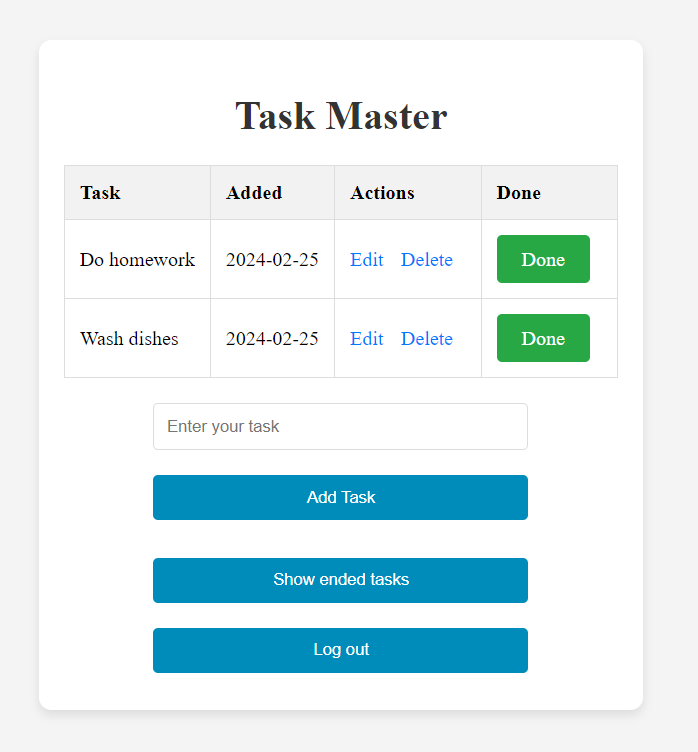 Task Master
Task Added Actions Done
Do homework 2024-02-25 Edit Delete Done
Wash dishes 2024-02-25 Edit Delete Done
Enter your task
Add Task
Show ended tasks
Log out